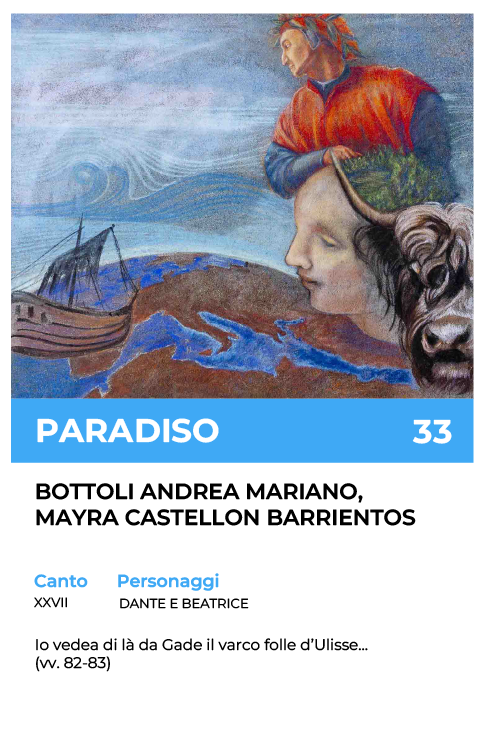 PARADISO 33
BOTTOLI ANDREA MARIANO,
MAYRA CASTELLON BARRIENTOS
Canto Personaggi
XXVII DANTE E BEATRICE
Io vedea di là da Gade il varco folle d’Ulisse...
(vv. 82-83)